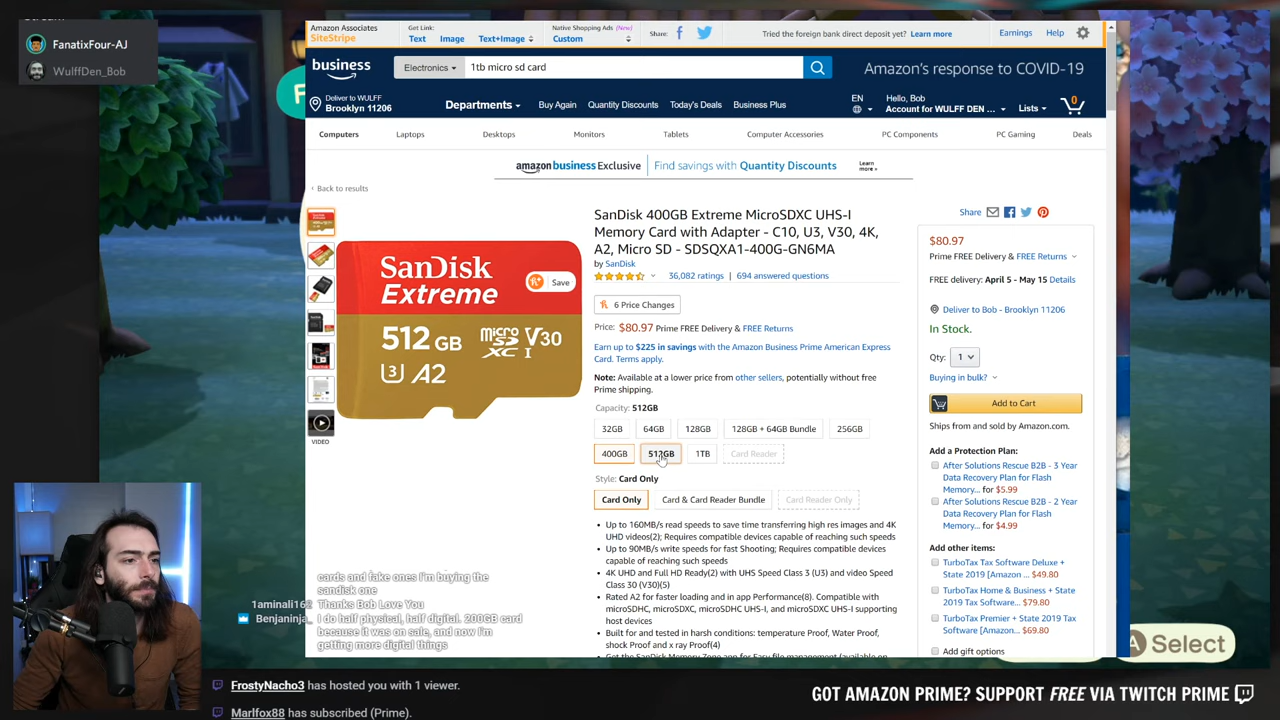 FanatixFour-AJ
WulffDen_Bob
Amazon Associates
SiteStripe
Get Link:
Text
Image
Text+Image
Native Shopping Ads (New)
Custom
Share:
Tried the foreign bank direct deposit yet? Learn more
Earnings
Help
business
Electronics
1tb micro sd card
Amazon's response to COVID-19
Deliver to WULFF
Brooklyn 11206
Departments
Buy Again
Quantity Discounts
Today's Deals
Business Plus
EN
Hello, Bob
Account for WULFF DEN ...
Lists
0
Computers
Laptops
Desktops
Monitors
Tablets
Computer Accessories
PC Components
PC Gaming
Deals
amazon business Exclusive
Find savings with Quantity Discounts
Learn more »
‹ Back to results
SanDisk
Extreme
512 GB
micro
SD
XC I
V30
U3 A2
Save
VIDEO
SanDisk 400GB Extreme MicroSDXC UHS-I
Memory Card with Adapter - C10, U3, V30, 4K,
A2, Micro SD - SDSQXA1-400G-GN6MA
by SanDisk
36,082 ratings | 694 answered questions
6 Price Changes
Price: $80.97 Prime FREE Delivery & FREE Returns
Earn up to $225 in savings with the Amazon Business Prime American Express
Card. Terms apply.
Note: Available at a lower price from other sellers, potentially without free
Prime shipping.
Capacity: 512GB
32GB
64GB
128GB
128GB + 64GB Bundle
256GB
400GB
512GB
1TB
Card Reader
Style: Card Only
Card Only
Card & Card Reader Bundle
Card Reader Only
• Up to 160MB/s read speeds to save time transferring high res images and 4K
UHD videos(2); Requires compatible devices capable of reaching such speeds
• Up to 90MB/s write speeds for fast Shooting; Requires compatible devices
capable of reaching such speeds
• 4K UHD and Full HD Ready(2) with UHS Speed Class 3 (U3) and video Speed
Class 30 (V30)(5)
• Rated A2 for faster loading and in app Performance(8). Compatible with
microSDHC, microSDXC, microSDHC UHS-I, and microSDXC UHS-I supporting
host devices
• Built for and tested in harsh conditions: temperature Proof, Water Proof,
shock Proof and x ray Proof(4)
• Get the SanDisk Memory Zone app for Easy file management (available on
Share
$80.97
Prime FREE Delivery & FREE Returns
FREE delivery: April 5 - May 15 Details
Deliver to Bob - Brooklyn 11206
In Stock.
Qty: 1
Buying in bulk?
Add to Cart
Ships from and sold by Amazon.com.
Add a Protection Plan:
After Solutions Rescue B2B - 3 Year
Data Recovery Plan for Flash
Memory... for $5.99
After Solutions Rescue B2B - 2 Year
Data Recovery Plan for Flash
Memory... for $4.99
Add other items:
TurboTax Tax Software Deluxe +
State 2019 [Amazon ... $49.80
TurboTax Home & Business + State
2019 Tax Software... $79.80
TurboTax Premier + State 2019 Tax
Software [Amazon... $69.80
Add gift options
A Select
cards and fake ones I'm buying the
sandisk one
1aminali162 Thanks Bob Love You
Benjaninja_ I do half physical, half digital. 200GB card
because it was on sale, and now I'm
getting more digital things
FrostyNacho3 has hosted you with 1 viewer.
Marlfox88 has subscribed (Prime).
GOT AMAZON PRIME? SUPPORT FREE VIA TWITCH PRIME